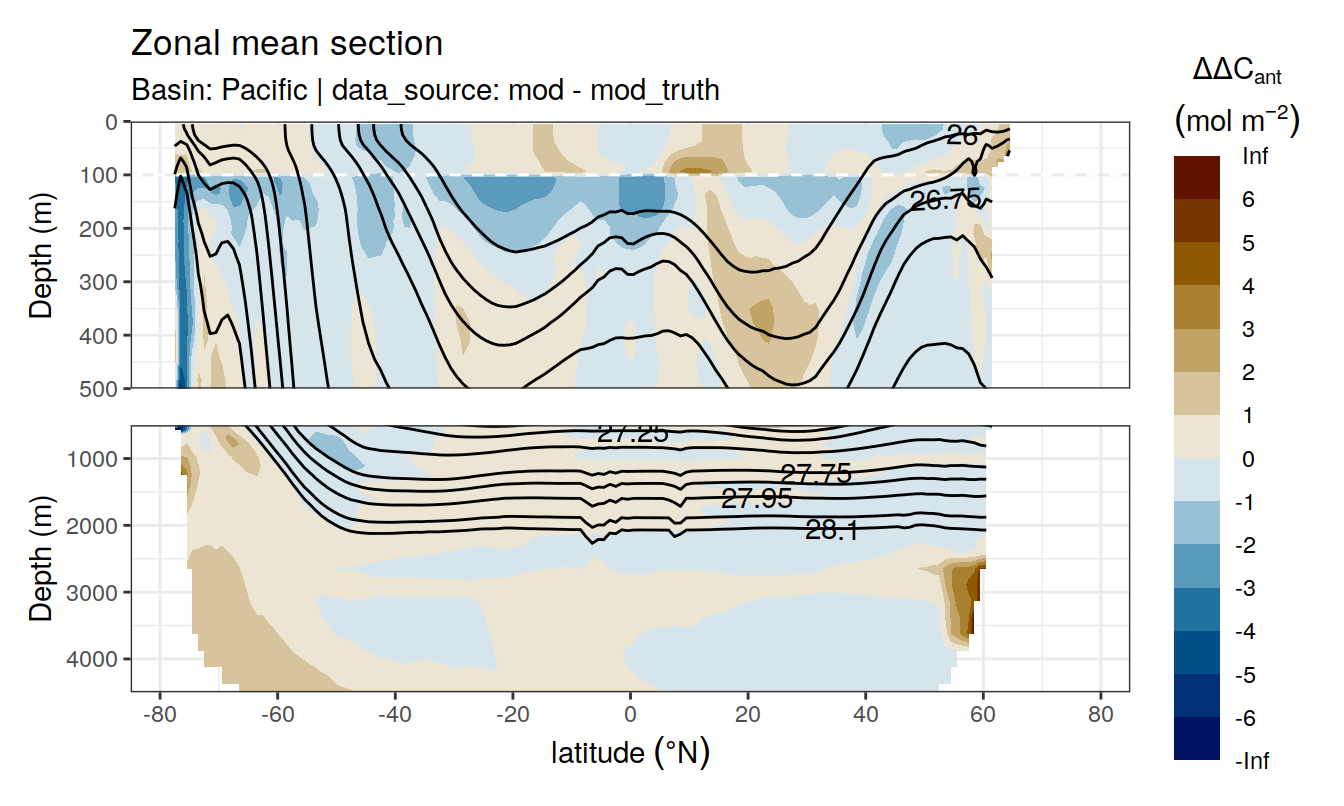 Zonal mean section
Basin: Pacific | data_source: mod - mod_truth
ΔΔCant
(mol m−2)
Inf
6
5
4
3
2
1
0
-1
-2
-3
-4
-5
-6
-Inf
Depth (m)
0
100
200
300
400
500
26
26.75
Depth (m)
1000
2000
3000
4000
27.25
27.75
27.95
28.1
-80 -60 -40 -20 0 20 40 60 80
latitude (°N)